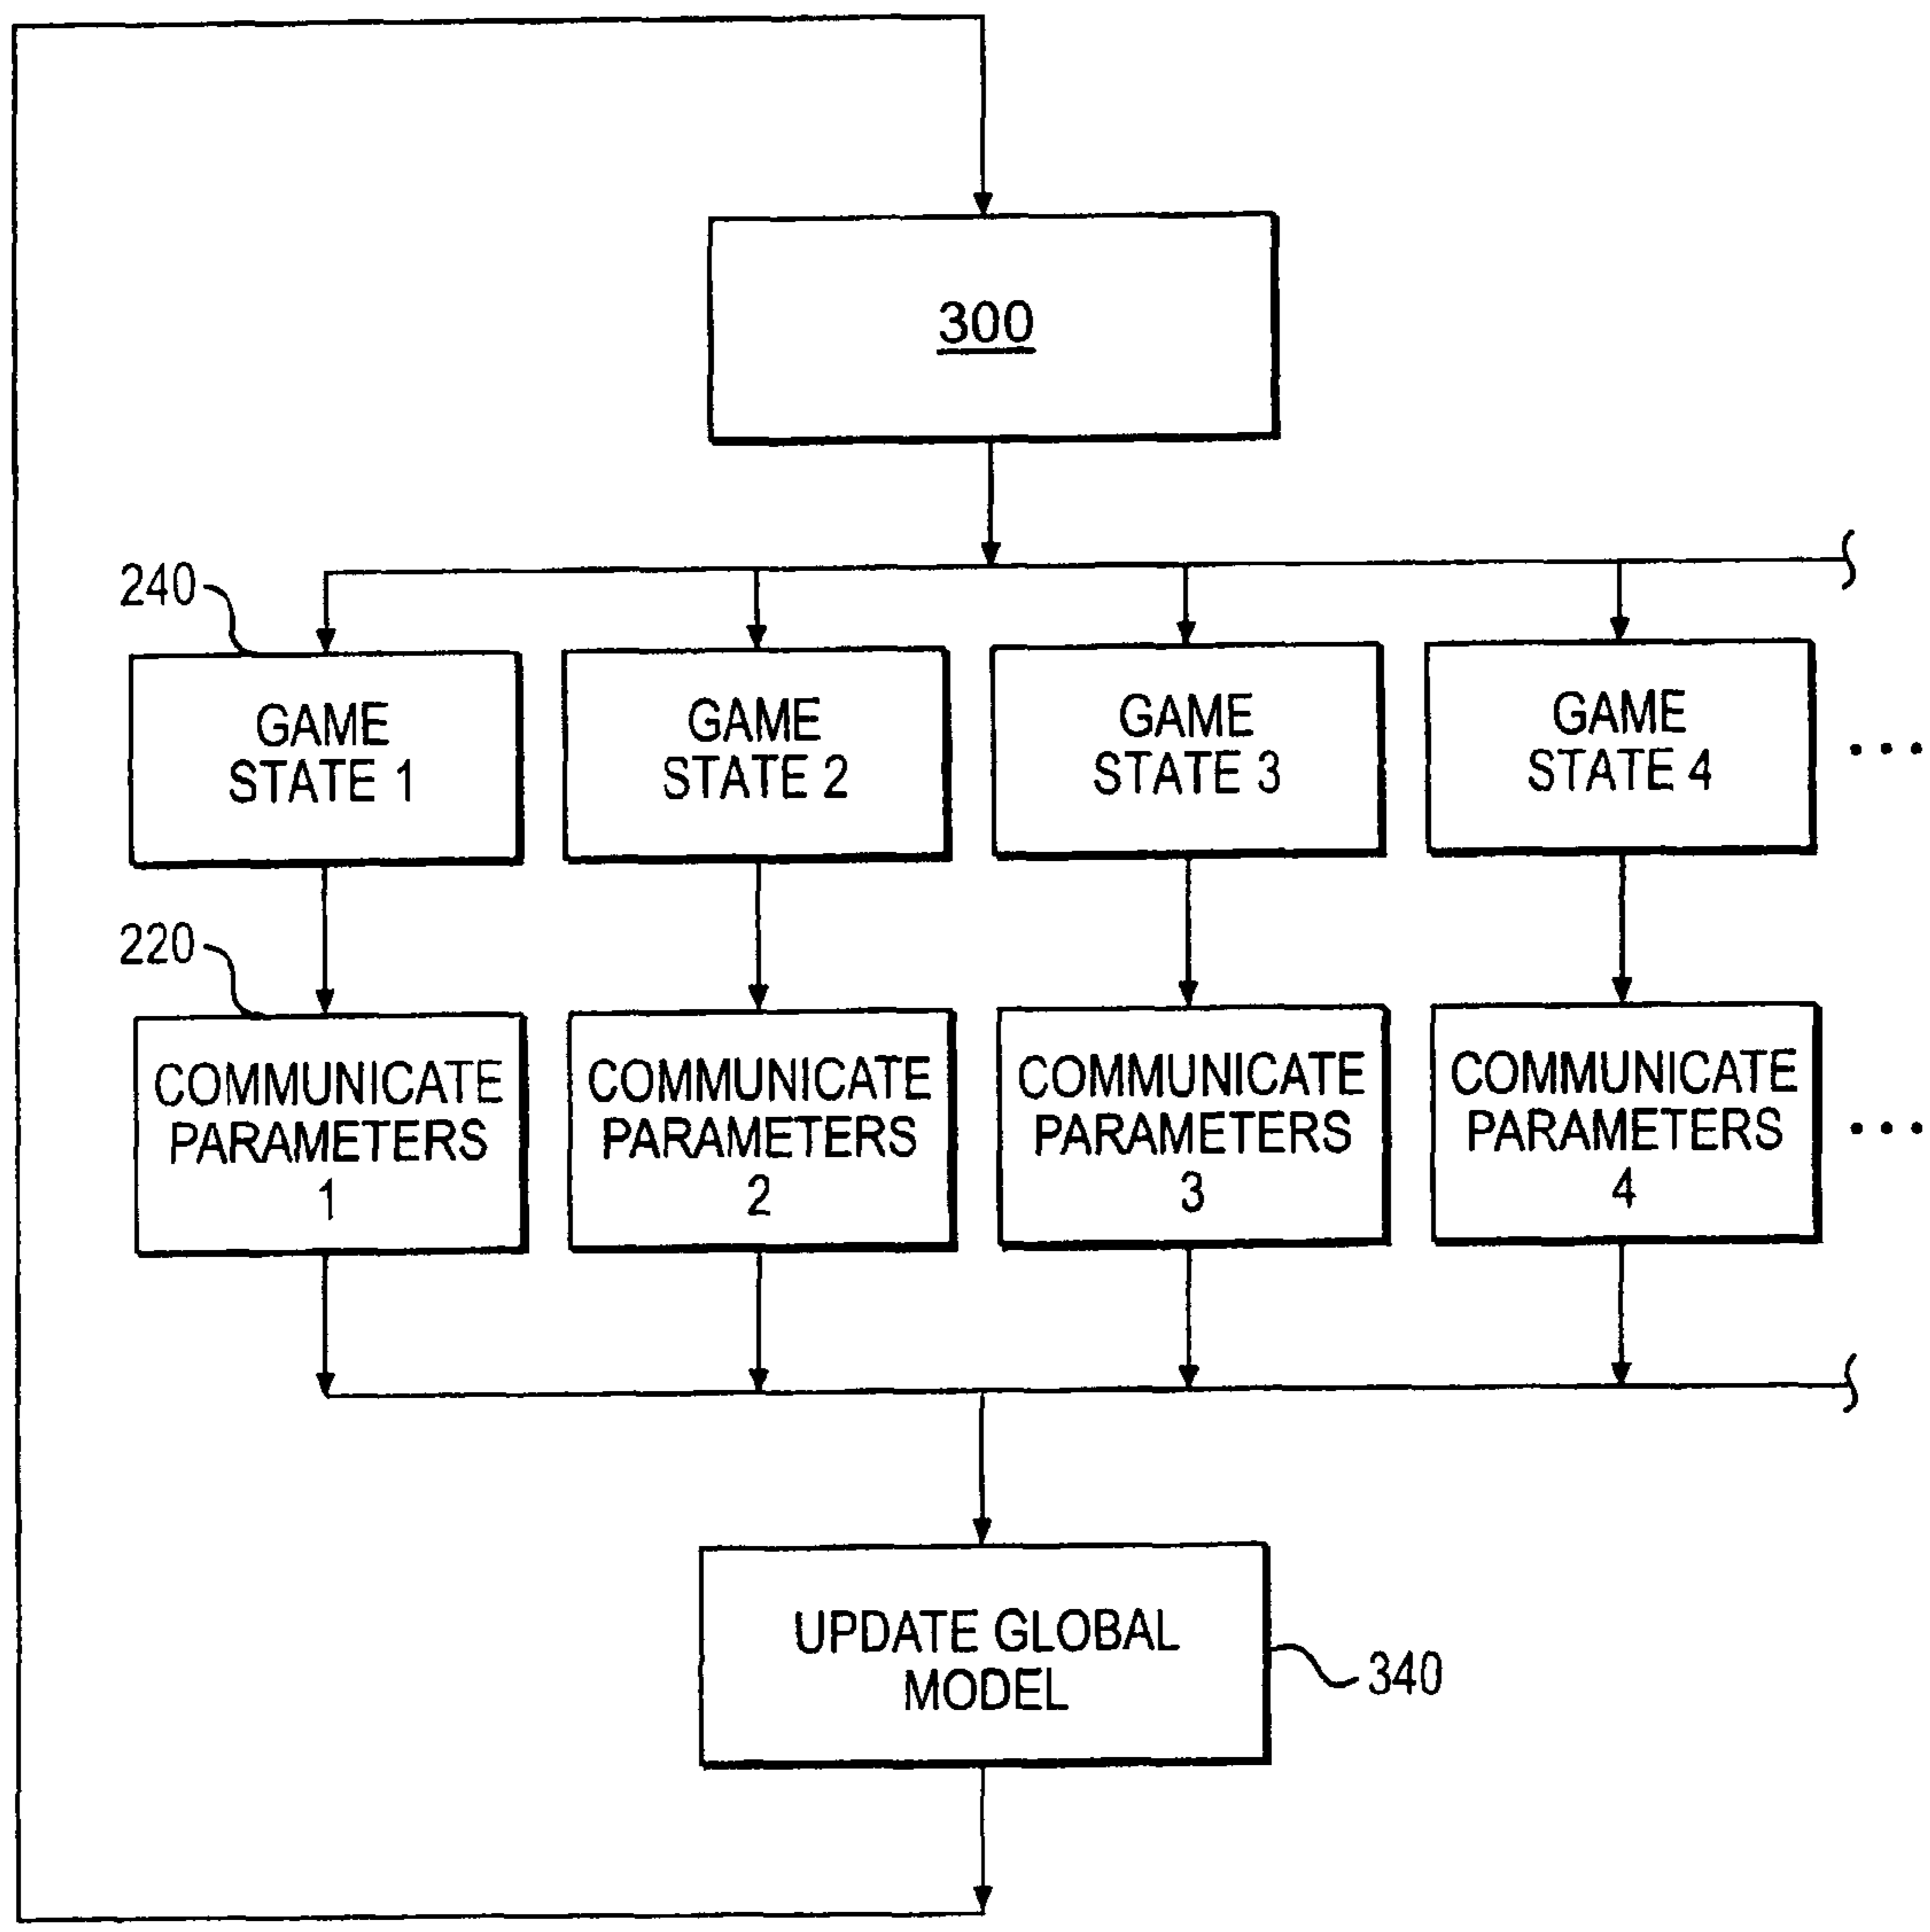 300
240
GAME
STATE 1
GAME
STATE 2
GAME
STATE 3
GAME
STATE 4
...
220
COMMUNICATE
PARAMETERS
1
COMMUNICATE
PARAMETERS
2
COMMUNICATE
PARAMETERS
3
COMMUNICATE
PARAMETERS
4
...
UPDATE GLOBAL
MODEL
340